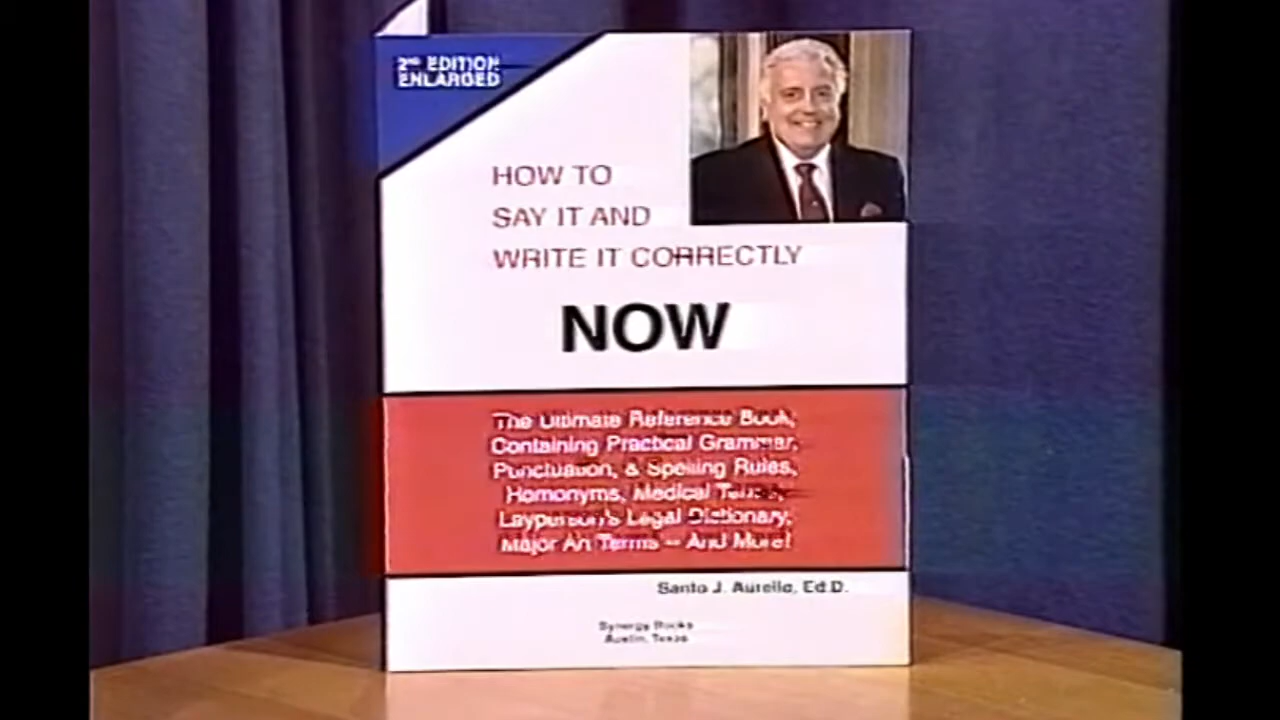 2ND EDITION
ENLARGED
HOW TO
SAY IT AND
WRITE IT CORRECTLY
NOW
The Ultimate Reference Book,
Containing Practical Grammar,
Punctuation, & Spelling Rules,
Homonyms, Medical Terms,
Layperson's Legal Dictionary,
Major Art Terms -- And More!
Santo J. Aurelio, Ed.D.
Synergy Books
Austin, Texas